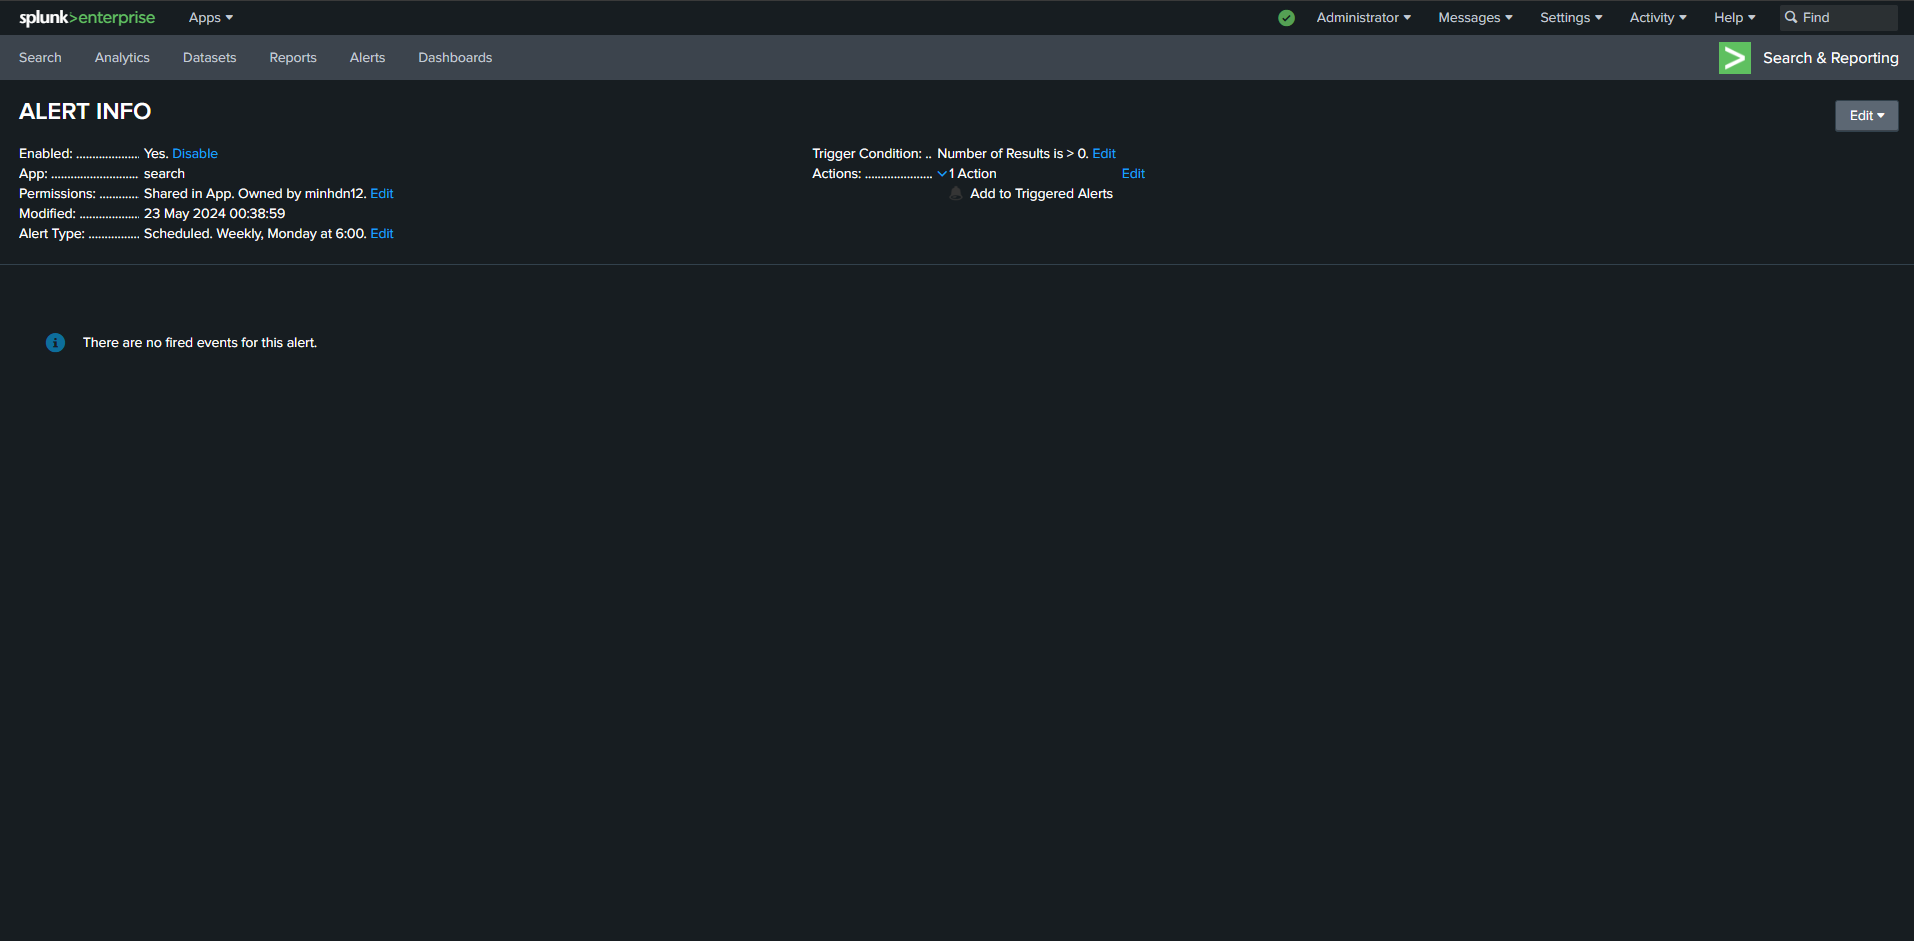 splunk>enterprise Apps Administrator Messages Settings Activity Help Find
Search Analytics Datasets Reports Alerts Dashboards Search & Reporting
ALERT INFO
Edit
Enabled: ................... Yes. Disable
App: ........................... search
Permissions: ............ Shared in App. Owned by minhdn12. Edit
Modified: .................. 23 May 2024 00:38:59
Alert Type: ................ Scheduled. Weekly, Monday at 6:00. Edit
Trigger Condition: .. Number of Results is > 0. Edit
Actions: ..................... 1 Action Edit
Add to Triggered Alerts
There are no fired events for this alert.